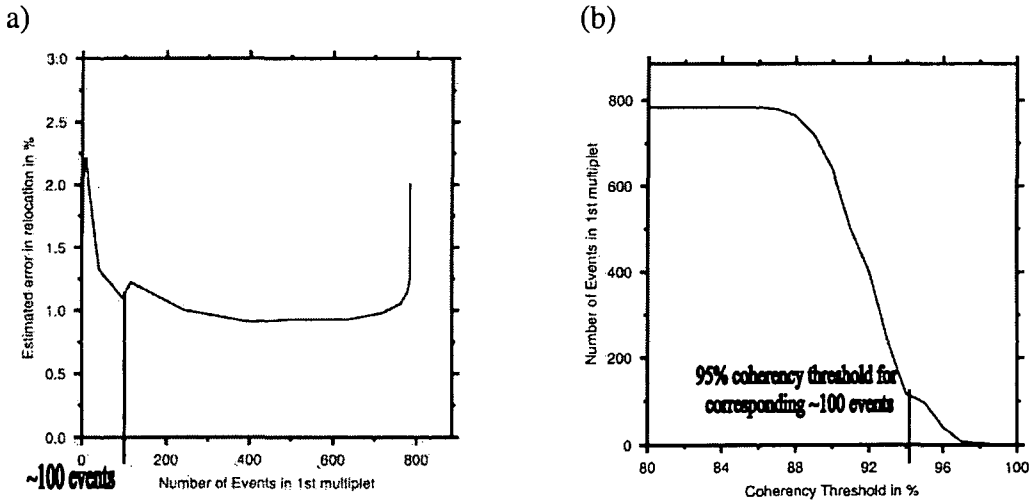 a)
3.0
2.5
2.0
1.5
1.0
0.5
0.0
Estimated error in relocation in %
0
200
400
600
800
Number of Events in 1st multiplet
~100 events
(b)
800
600
400
200
0
Number of Events in 1st multiplet
95% coherency threshold for
corresponding ~100 events
80
84
88
92
96
100
Coherency Threshold in %